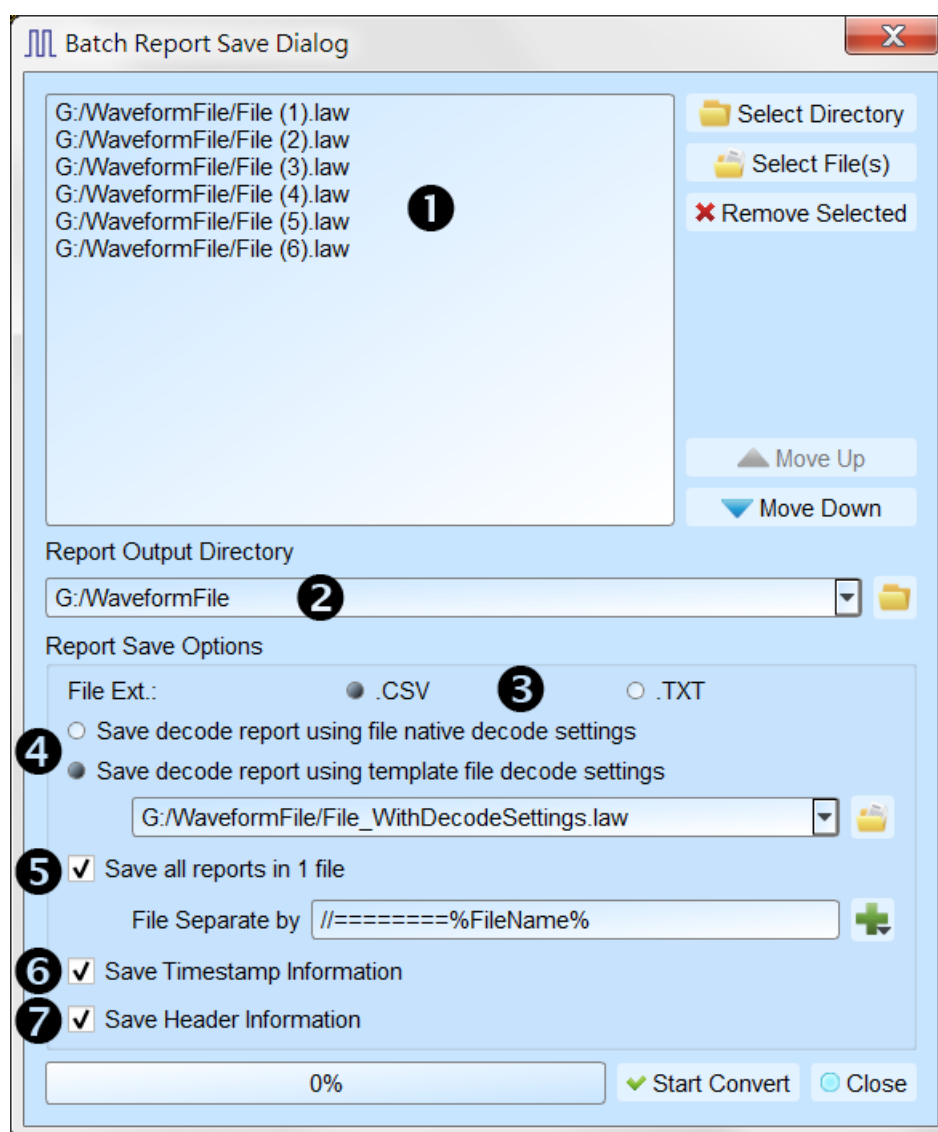 Batch Report Save Dialog
X
G:/WaveformFile/File (1).law
G:/WaveformFile/File (2).law
G:/WaveformFile/File (3).law
G:/WaveformFile/File (4).law
G:/WaveformFile/File (5).law
G:/WaveformFile/File (6).law
1
Select Directory
Select File(s)
Remove Selected
Move Up
Move Down
Report Output Directory
G:/WaveformFile 2
Report Save Options
File Ext.: .CSV 3 .TXT
4
Save decode report using file native decode settings
Save decode report using template file decode settings
G:/WaveformFile/File_WithDecodeSettings.law
5 Save all reports in 1 file
File Separate by //========%FileName%
6 Save Timestamp Information
7 Save Header Information
0% Start Convert Close